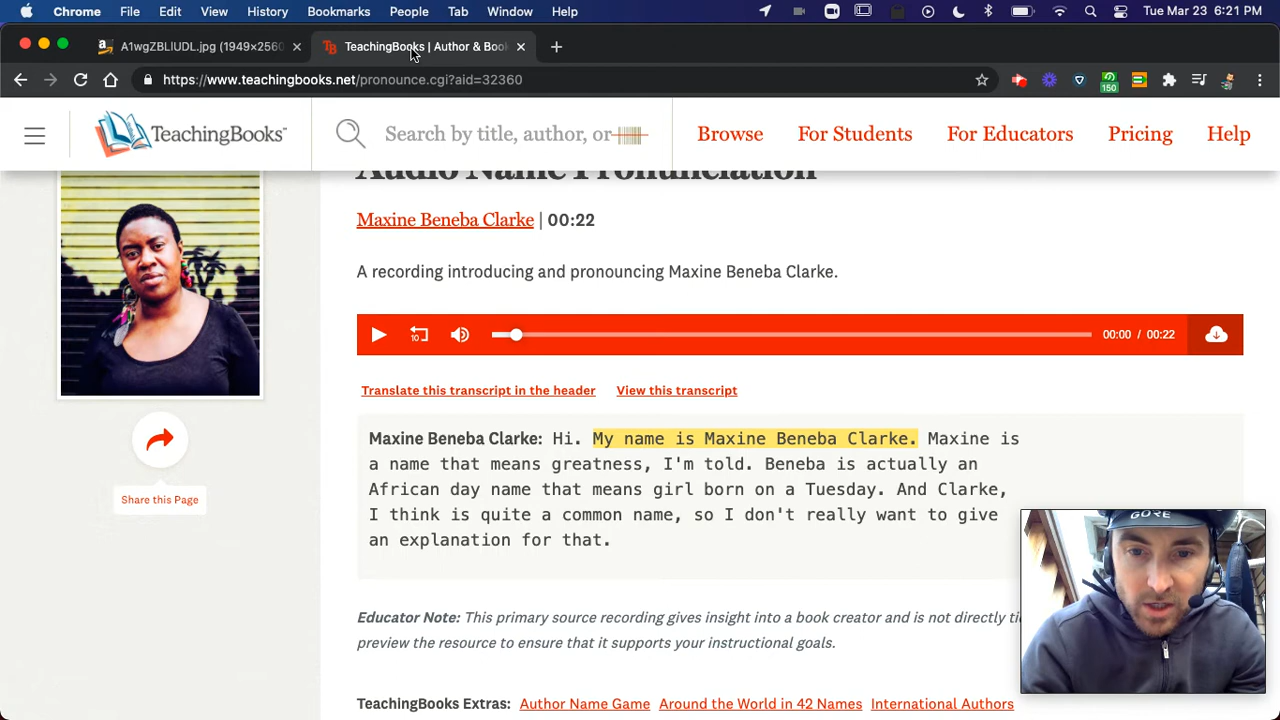 Chrome File Edit View History Bookmarks People Tab Window Help Tue Mar 23 6:21 PM
A1wgZBLlUDL.jpg (1949×2560 TeachingBooks | Author & Boo
https://www.teachingbooks.net/pronounce.cgi?aid=32360 150
TeachingBooks Search by title, author, or Browse For Students For Educators Pricing Help
Audio Name Pronunciation
Maxine Beneba Clarke | 00:22
A recording introducing and pronouncing Maxine Beneba Clarke.
10 00:00 / 00:22
Translate this transcript in the header View this transcript
Maxine Beneba Clarke: Hi. My name is Maxine Beneba Clarke. Maxine is
a name that means greatness, I'm told. Beneba is actually an
African day name that means girl born on a Tuesday. And Clarke,
I think is quite a common name, so I don't really want to give
an explanation for that.
Share this Page
GORE
Educator Note: This primary source recording gives insight into a book creator and is not directly
preview the resource to ensure that it supports your instructional goals.
TeachingBooks Extras: Author Name Game Around the World in 42 Names International Authors